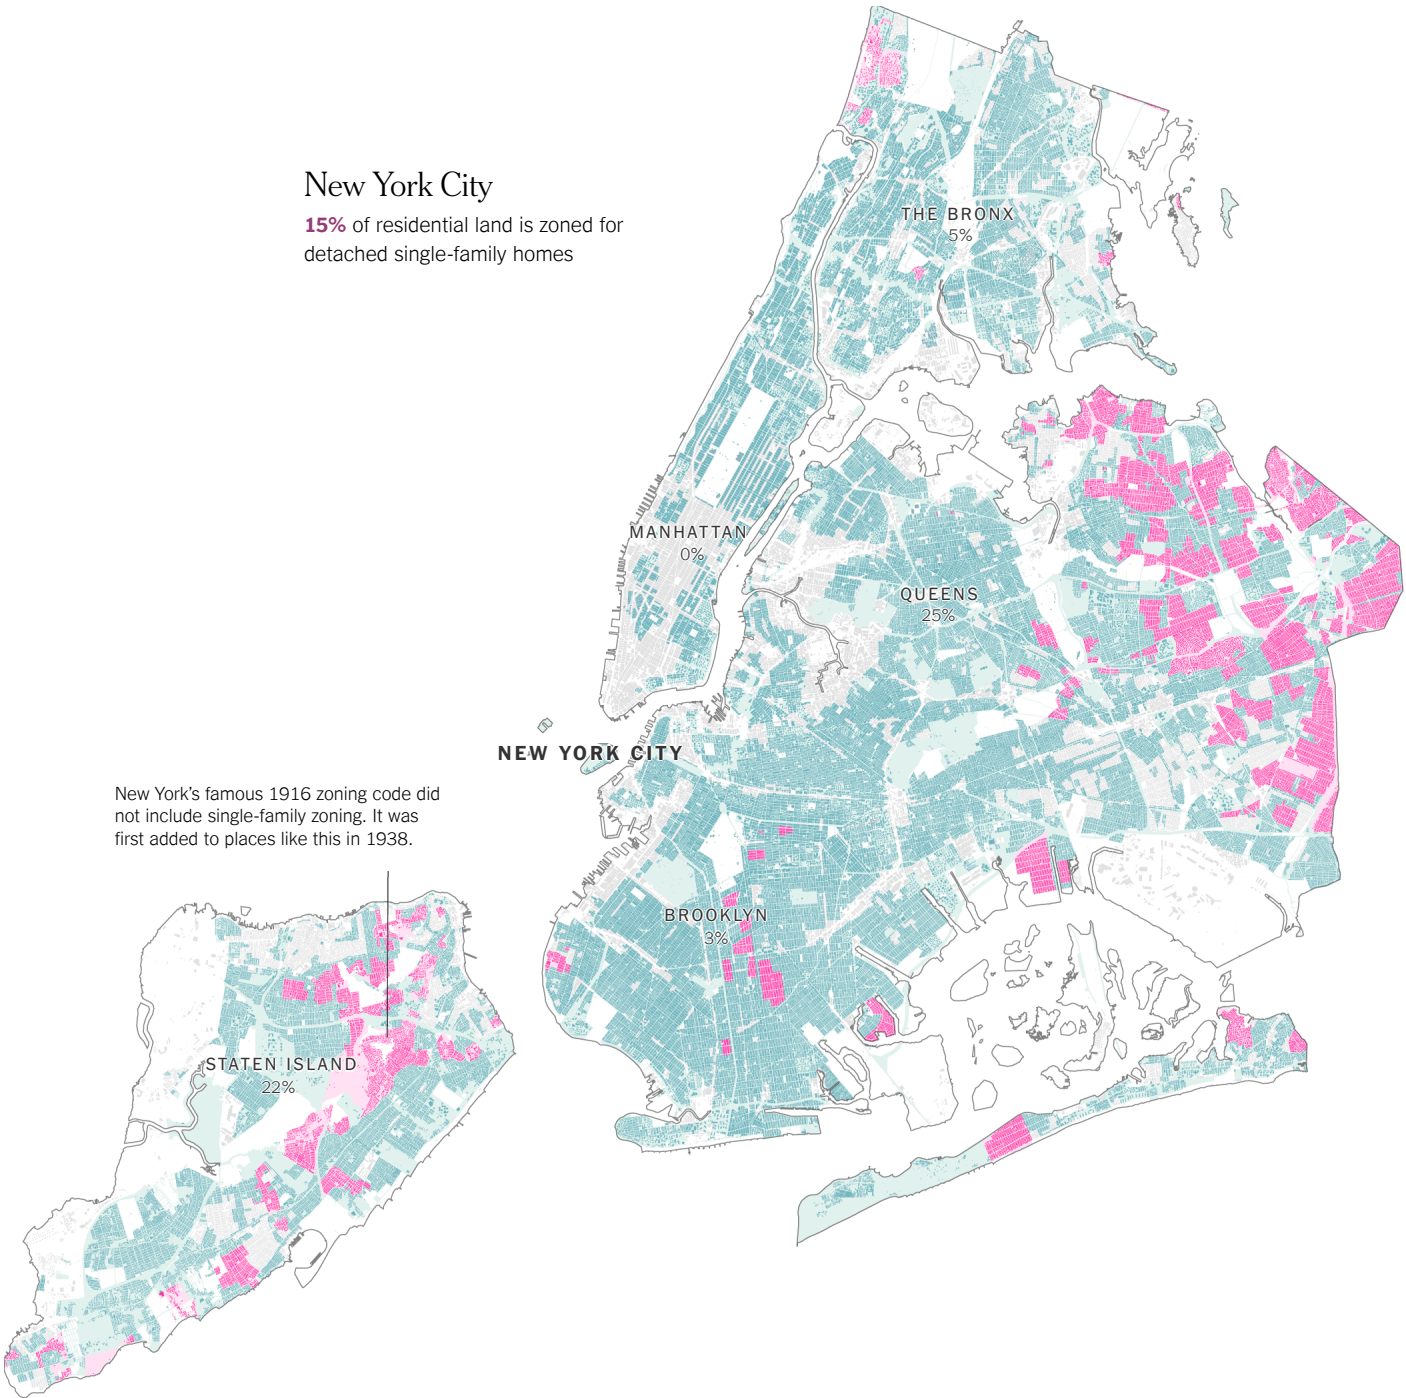 New York City
15% of residential land is zoned for
detached single-family homes
THE BRONX
5%
MANHATTAN
0%
QUEENS
25%
NEW YORK CITY
New York’s famous 1916 zoning code did
not include single-family zoning. It was
first added to places like this in 1938.
BROOKLYN
3%
STATEN ISLAND
22%